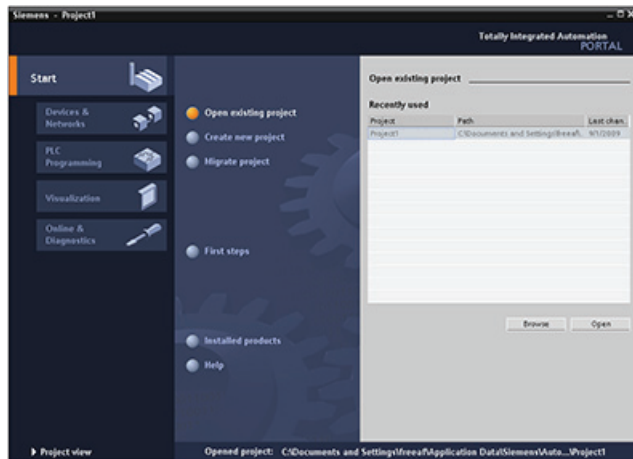 Siemens - Project1
Totally Integrated Automation
PORTAL
Start
Devices &
Networks
PLC
Programming
Visualization
Online &
Diagnostics
Open existing project
Create new project
Migrate project
First steps
Installed products
Help
Open existing project
Recently used
Project Path Last chan.
Project1 C:\Documents and Settings\freeaf\. 9/1/2009
Browse Open
Project view
Opened project: C:\Documents and Settings\freeaf\Application Data\Siemens\Auto...\Project1